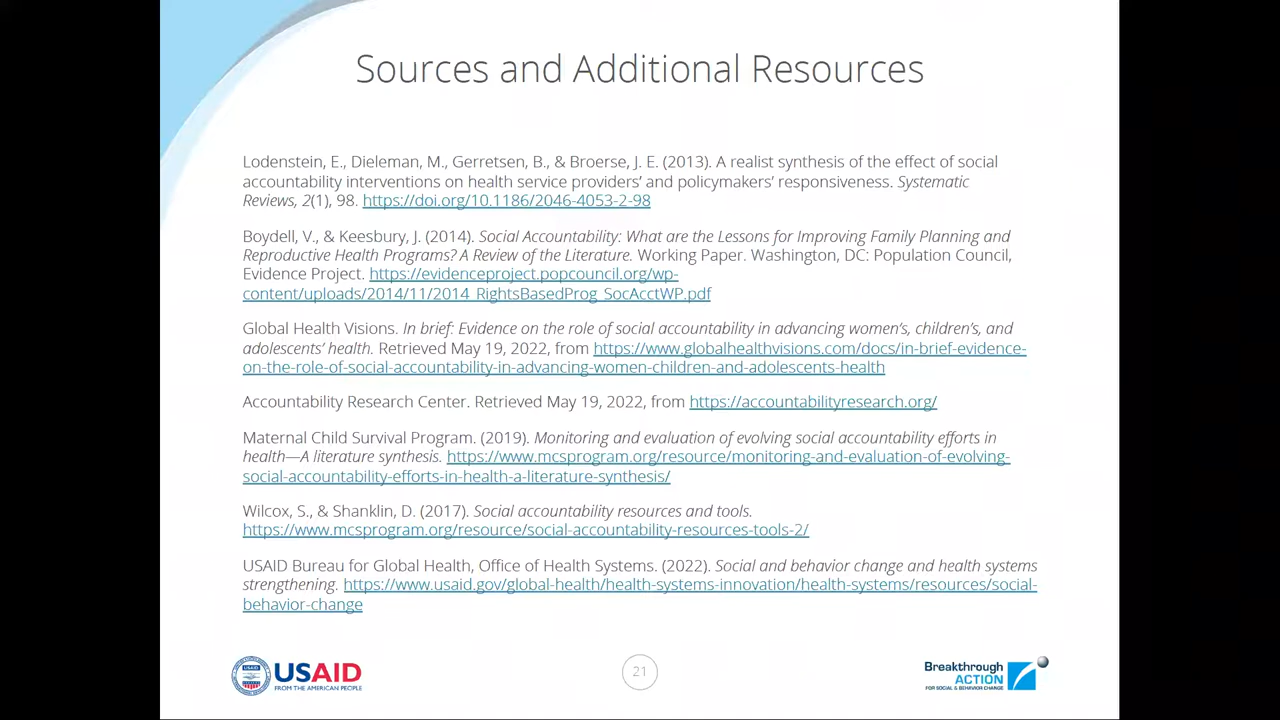 Sources and Additional Resources
Lodenstein, E., Dieleman, M., Gerretsen, B., & Broerse, J. E. (2013). A realist synthesis of the effect of social
accountability interventions on health service providers’ and policymakers’ responsiveness. Systematic
Reviews, 2(1), 98. https://doi.org/10.1186/2046-4053-2-98
Boydell, V., & Keesbury, J. (2014). Social Accountability: What are the Lessons for Improving Family Planning and
Reproductive Health Programs? A Review of the Literature. Working Paper. Washington, DC: Population Council,
Evidence Project. https://evidenceproject.popcouncil.org/wp-
content/uploads/2014/11/2014_RightsBasedProg_SocAcctWP.pdf
Global Health Visions. In brief: Evidence on the role of social accountability in advancing women’s, children’s, and
adolescents’ health. Retrieved May 19, 2022, from https://www.globalhealthvisions.com/docs/in-brief-evidence-
on-the-role-of-social-accountability-in-advancing-women-children-and-adolescents-health
Accountability Research Center. Retrieved May 19, 2022, from https://accountabilityresearch.org/
Maternal Child Survival Program. (2019). Monitoring and evaluation of evolving social accountability efforts in
health—A literature synthesis. https://www.mcsprogram.org/resource/monitoring-and-evaluation-of-evolving-
social-accountability-efforts-in-health-a-literature-synthesis/
Wilcox, S., & Shanklin, D. (2017). Social accountability resources and tools.
https://www.mcsprogram.org/resource/social-accountability-resources-tools-2/
USAID Bureau for Global Health, Office of Health Systems. (2022). Social and behavior change and health systems
strengthening. https://www.usaid.gov/global-health/health-systems-innovation/health-systems/resources/social-
behavior-change
USAID
USAID
FROM THE AMERICAN PEOPLE
21
Breakthrough
ACTION
FOR SOCIAL & BEHAVIOR CHANGE